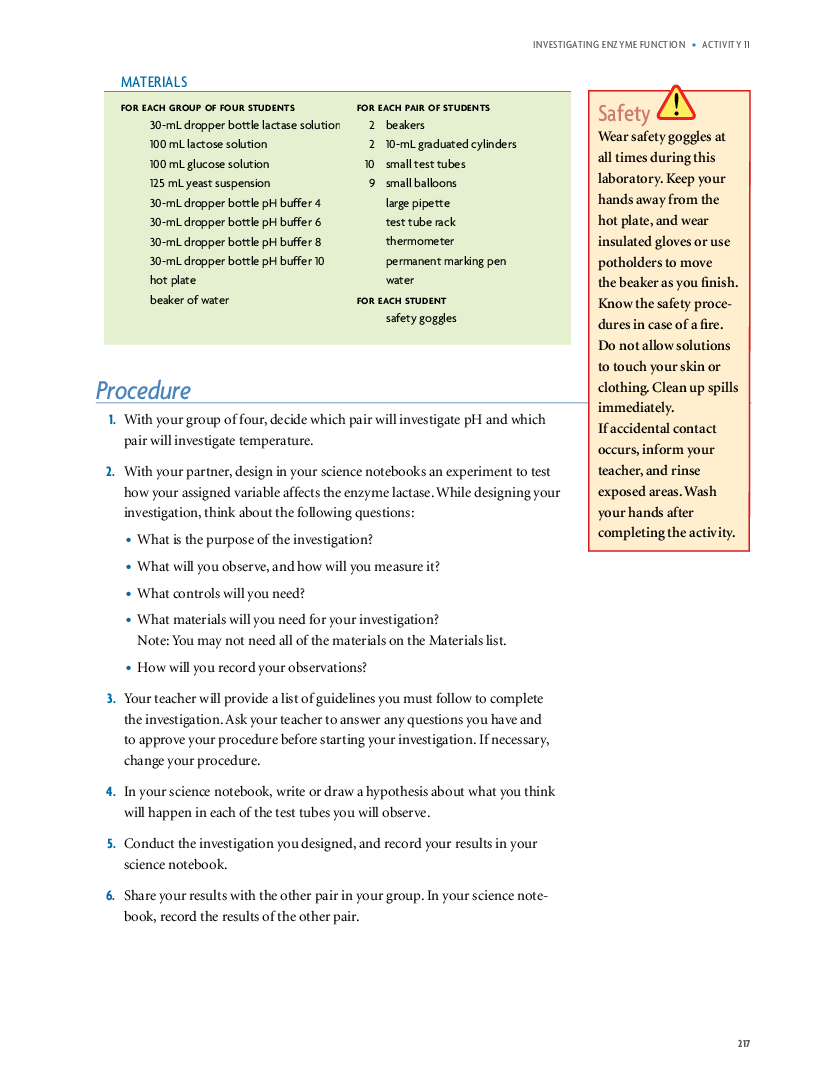 INVESTIGATING ENZYME FUNCTION • ACTIVITY 11
MATERIALS
FOR EACH GROUP OF FOUR STUDENTS
30-mL dropper bottle lactase solution
100 mL lactose solution
100 mL glucose solution
125 mL yeast suspension
30-mL dropper bottle pH buffer 4
30-mL dropper bottle pH buffer 6
30-mL dropper bottle pH buffer 8
30-mL dropper bottle pH buffer 10
hot plate
beaker of water
FOR EACH PAIR OF STUDENTS
2 beakers
2 10-mL graduated cylinders
10 small test tubes
9 small balloons
large pipette
test tube rack
thermometer
permanent marking pen
water
FOR EACH STUDENT
safety goggles
Safety
Wear safety goggles at
all times during this
laboratory. Keep your
hands away from the
hot plate, and wear
insulated gloves or use
potholders to move
the beaker as you finish.
Know the safety proce-
dures in case of a fire.
Do not allow solutions
to touch your skin or
clothing. Clean up spills
immediately.
If accidental contact
occurs, inform your
teacher, and rinse
exposed areas. Wash
your hands after
completing the activity.
Procedure
1. With your group of four, decide which pair will investigate pH and which
pair will investigate temperature.
2. With your partner, design in your science notebooks an experiment to test
how your assigned variable affects the enzyme lactase. While designing your
investigation, think about the following questions:
• What is the purpose of the investigation?
• What will you observe, and how will you measure it?
• What controls will you need?
• What materials will you need for your investigation?
Note: You may not need all of the materials on the Materials list.
• How will you record your observations?
3. Your teacher will provide a list of guidelines you must follow to complete
the investigation. Ask your teacher to answer any questions you have and
to approve your procedure before starting your investigation. If necessary,
change your procedure.
4. In your science notebook, write or draw a hypothesis about what you think
will happen in each of the test tubes you will observe.
5. Conduct the investigation you designed, and record your results in your
science notebook.
6. Share your results with the other pair in your group. In your science note-
book, record the results of the other pair.
217